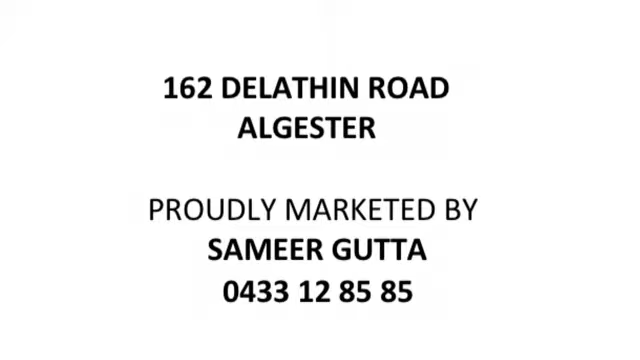 162 DELATHIN ROAD
ALGESTER
PROUDLY MARKETED BY
SAMEER GUTTA
0433 12 85 85